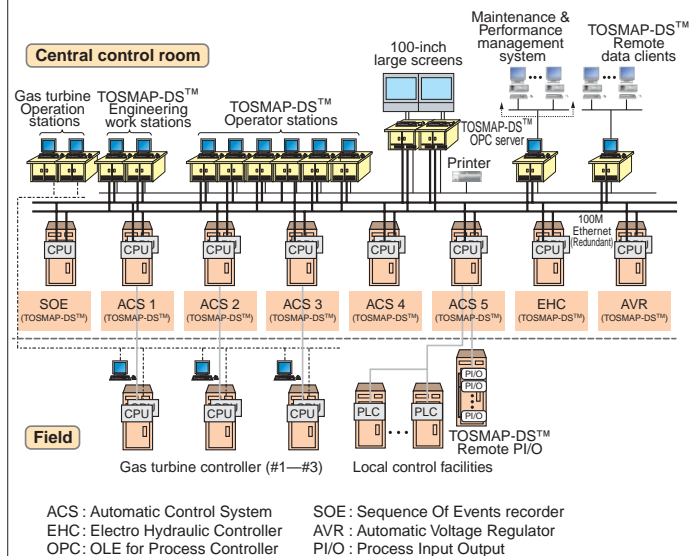 Central control room
Gas turbine
Operation
stations
TOSMAP-DS™
Engineering
work stations
TOSMAP-DS™
Operator stations
100-inch
large screens
Maintenance &
Performance
management
system
TOSMAP-DS™
Remote
data clients
TOSMAP-DS™
OPC server
Printer
100M
Ethernet
(Redundant)
CPU
CPU
CPU
CPU
CPU
CPU
CPU
CPU
SOE
(TOSMAP-DS™)
ACS 1
(TOSMAP-DS™)
ACS 2
(TOSMAP-DS™)
ACS 3
(TOSMAP-DS™)
ACS 4
(TOSMAP-DS™)
ACS 5
(TOSMAP-DS™)
EHC
(TOSMAP-DS™)
AVR
(TOSMAP-DS™)
CPU
CPU
CPU
PLC
PLC
PI/O
PI/O
PI/O
Field
Gas turbine controller (#1—#3)
Local control facilities
TOSMAP-DS™
Remote PI/O
ACS : Automatic Control System
EHC : Electro Hydraulic Controller
OPC : OLE for Process Controller
SOE : Sequence Of Events recorder
AVR : Automatic Voltage Regulator
PI/O : Process Input Output